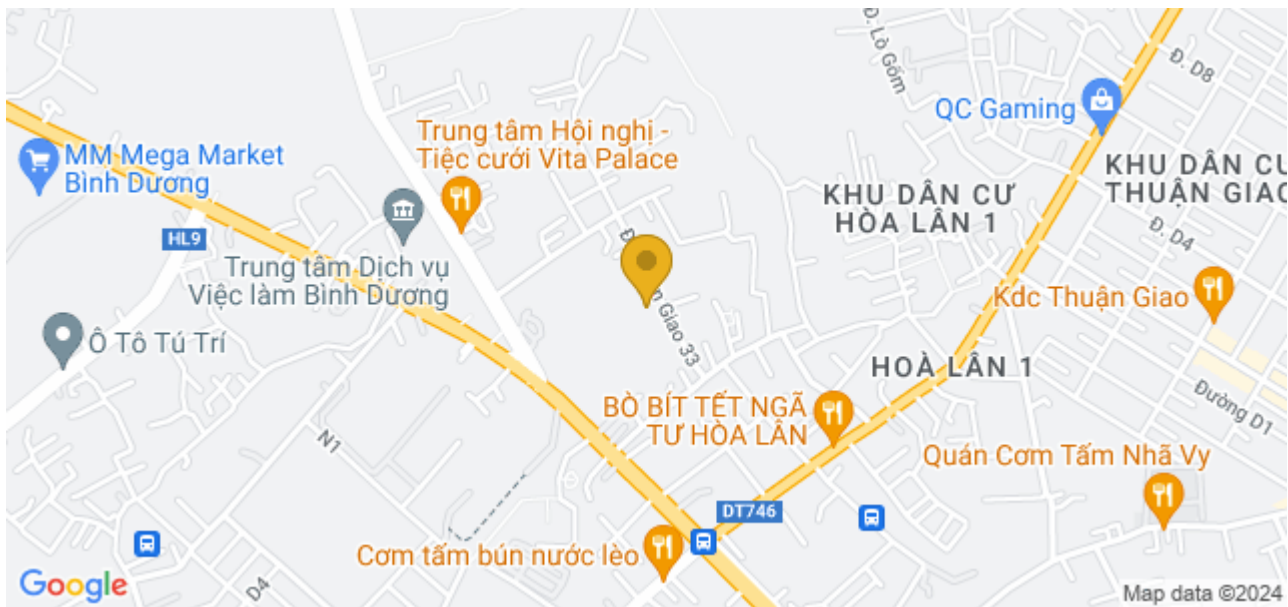 Đ. Lò Gốm
Đ. D8
QC Gaming
Trung tâm Hội nghị -
Tiệc cưới Vita Palace
MM Mega Market
Bình Dương
KHU DÂN CƯ
THUẬN GIAO
KHU DÂN CƯ
HÒA LÂN 1
HL9
Đ. D4
Trung tâm Dịch vụ
Việc làm Bình Dương
Giao 33
Kdc Thuận Giao
Ô Tô Tú Trí
HOÀ LÂN 1
Đường D1
BÒ BÍT TẾT NGÃ
TƯ HÒA LÂN
N1
Quán Cơm Tấm Nhã Vy
DT746
Cơm tấm bún nước lèo
D4
Google
Map data ©2024